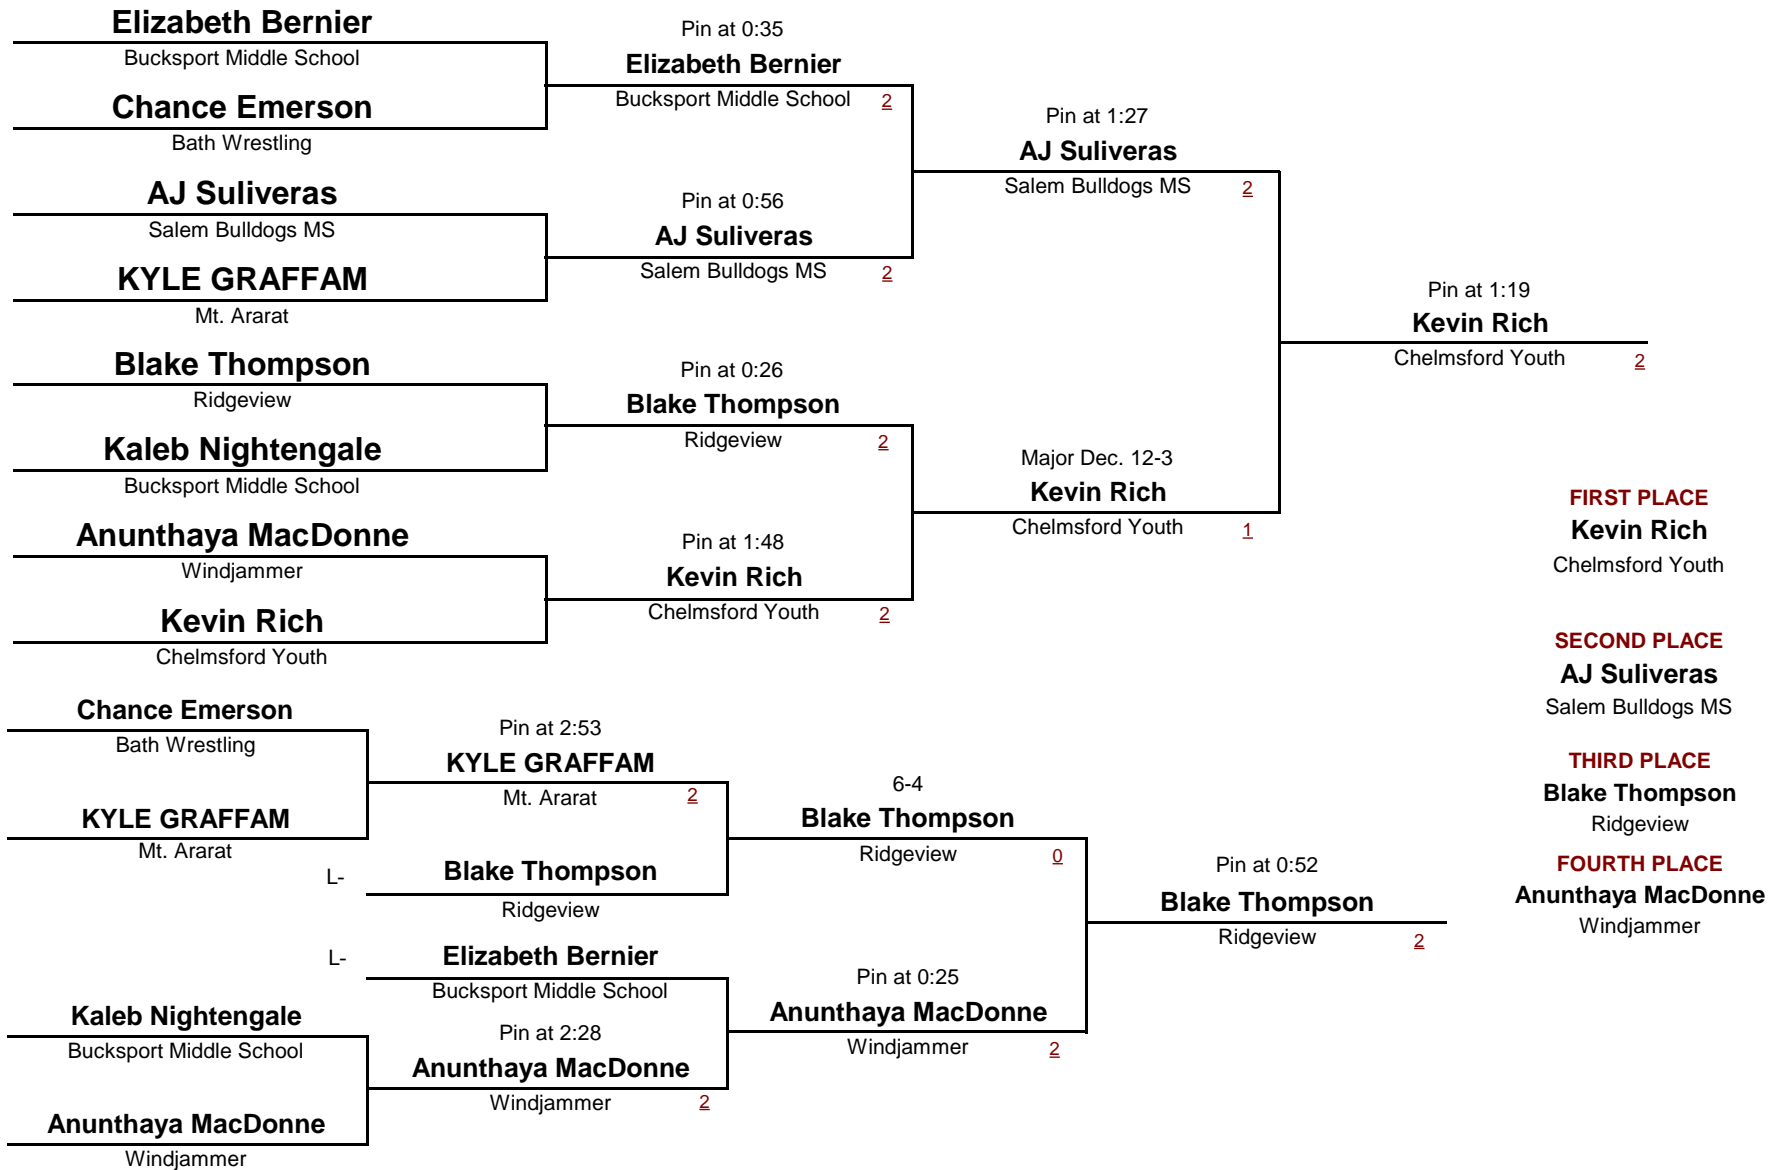 Elizabeth Bernier
Bucksport Middle School
Chance Emerson
Bath Wrestling
AJ Suliveras
Salem Bulldogs MS
KYLE GRAFFAM
Mt. Ararat
Blake Thompson
Ridgeview
Kaleb Nightengale
Bucksport Middle School
Anunthaya MacDonne
Windjammer
Kevin Rich
Chelmsford Youth
Pin at 0:35
Elizabeth Bernier
Bucksport Middle School 2
Pin at 0:56
AJ Suliveras
Salem Bulldogs MS 2
Pin at 0:26
Blake Thompson
Ridgeview 2
Pin at 1:48
Kevin Rich
Chelmsford Youth 2
Pin at 1:27
AJ Suliveras
Salem Bulldogs MS 2
Major Dec. 12-3
Kevin Rich
Chelmsford Youth 1
Pin at 1:19
Kevin Rich
Chelmsford Youth 2
FIRST PLACE
Kevin Rich
Chelmsford Youth
SECOND PLACE
AJ Suliveras
Salem Bulldogs MS
THIRD PLACE
Blake Thompson
Ridgeview
FOURTH PLACE
Anunthaya MacDonne
Windjammer
Chance Emerson
Bath Wrestling
KYLE GRAFFAM
Mt. Ararat
Kaleb Nightengale
Bucksport Middle School
Anunthaya MacDonne
Windjammer
Pin at 2:53
KYLE GRAFFAM
Mt. Ararat 2
L- Blake Thompson
Ridgeview
L- Elizabeth Bernier
Bucksport Middle School
Pin at 2:28
Anunthaya MacDonne
Windjammer 2
6-4
Blake Thompson
Ridgeview 0
Pin at 0:25
Anunthaya MacDonne
Windjammer 2
Pin at 0:52
Blake Thompson
Ridgeview 2